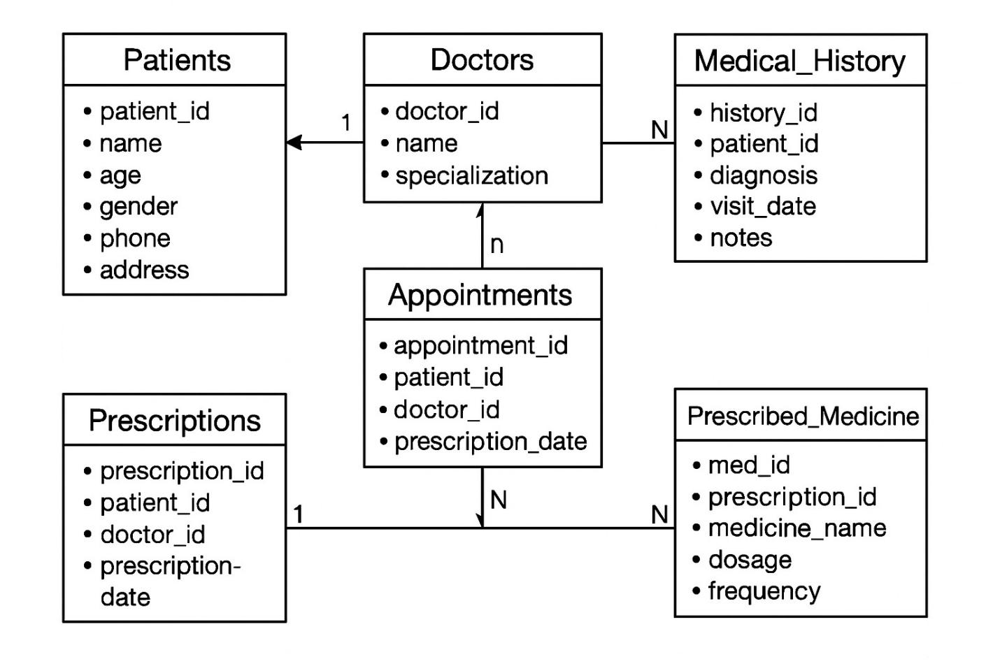 Patients
• patient_id
• name
• age
• gender
• phone
• address
1
Doctors
• doctor_id
• name
• specialization
N
Medical_History
• history_id
• patient_id
• diagnosis
• visit_date
• notes
n
Appointments
• appointment_id
• patient_id
• doctor_id
• prescription_date
N
Prescriptions
• prescription_id
• patient_id
• doctor_id
• prescription-
date
1
N
Prescribed_Medicine
• med_id
• prescription_id
• medicine_name
• dosage
• frequency